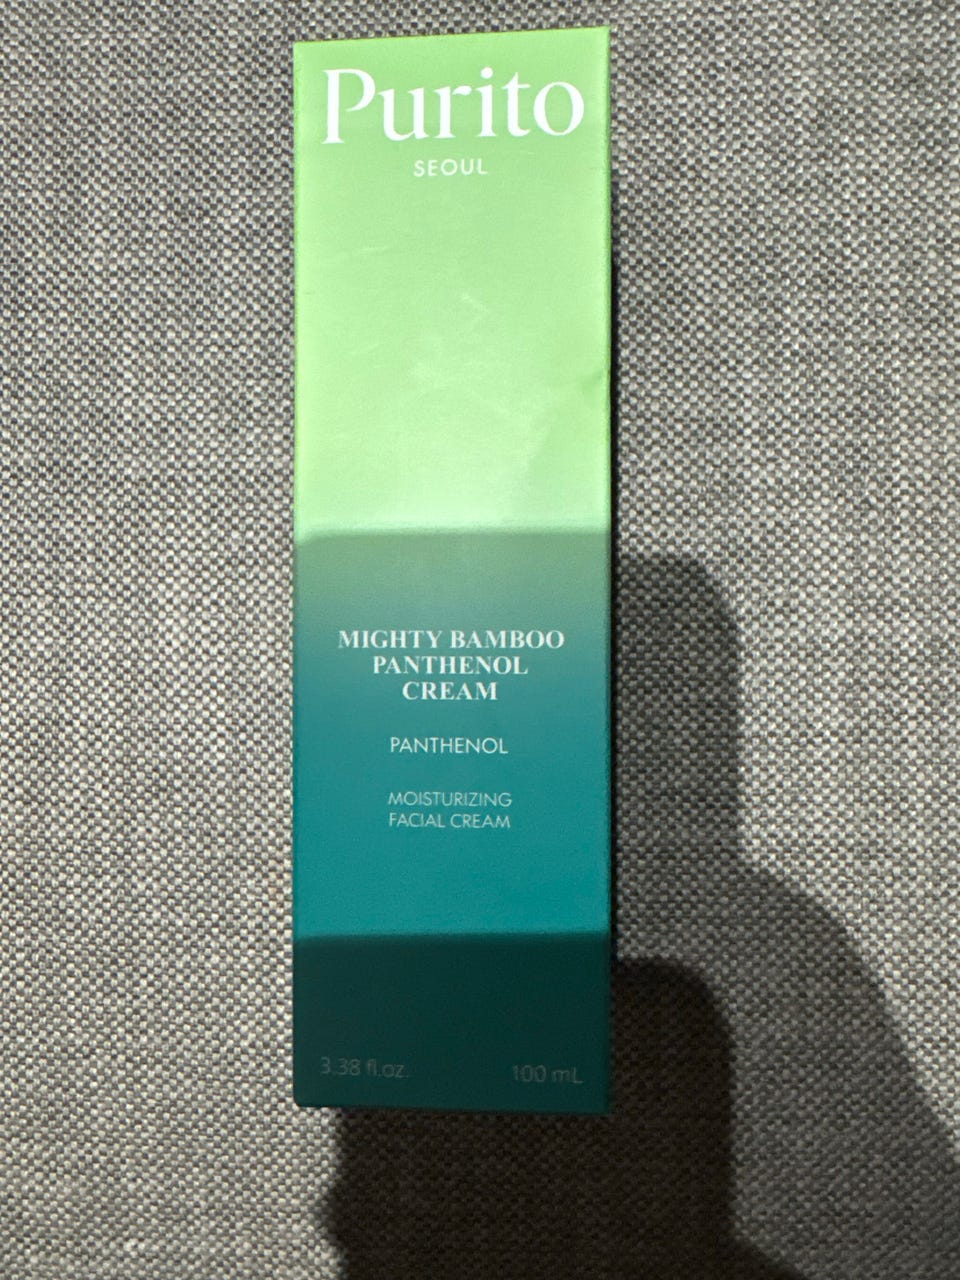 Purito
SEOUL
MIGHTY BAMBOO
PANTHENOL
CREAM
PANTHENOL
MOISTURIZING
FACIAL CREAM
3.38 fl.oz. 100 mL